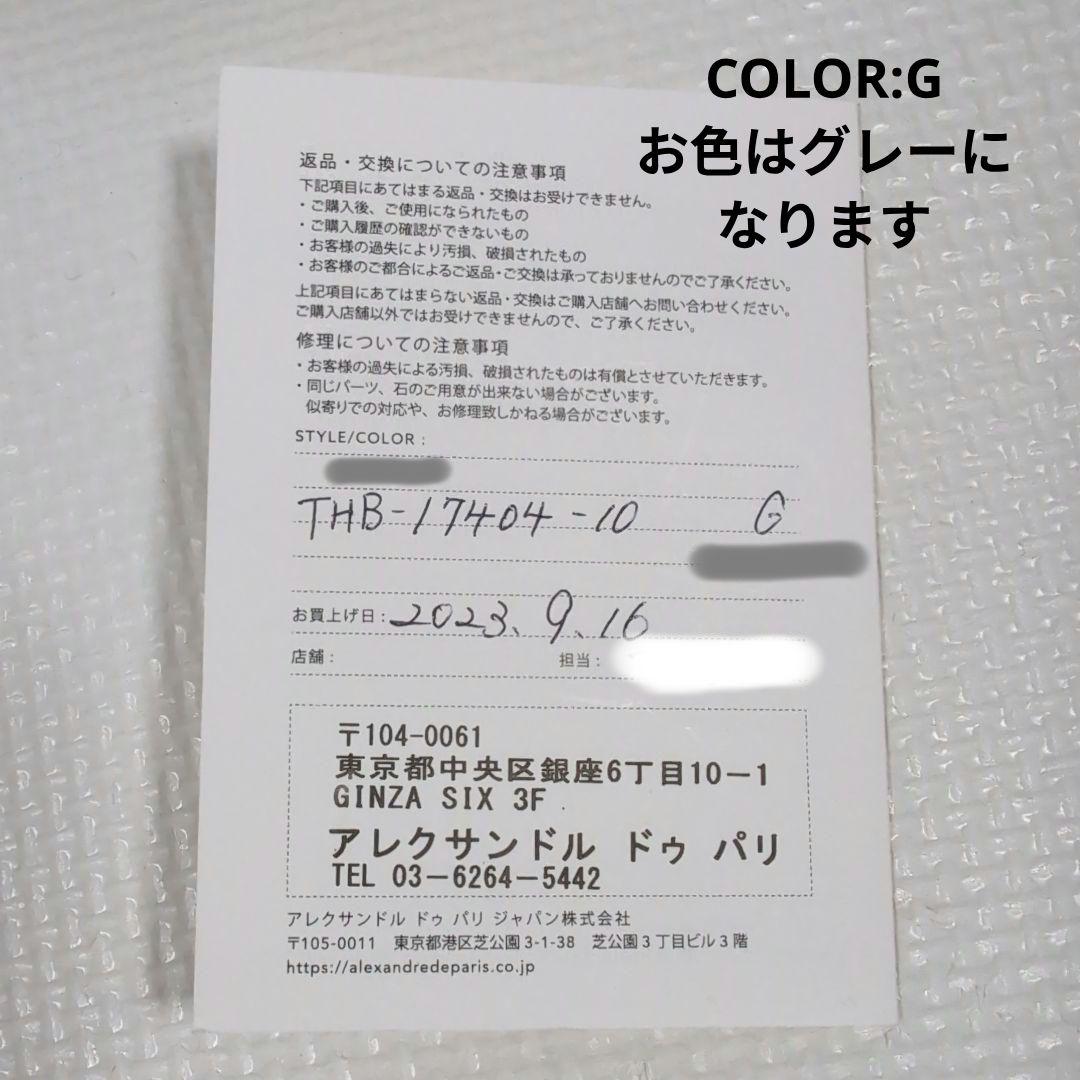 COLOR:G
お色はグレーに
なります
返品・交換についての注意事項
下記項目にあてはまる返品・交換はお受けできません。
・ご購入後、ご使用になられたもの
・ご購入履歴の確認ができないもの
・お客様の過失により汚損、破損されたもの
・お客様のご都合によるご返品・ご交換は承っておりませんのでご了承ください。
上記項目にあてはまらない返品・交換はご購入店舗へお問い合わせください。
ご購入店舗以外ではお受けできませんので、ご了承ください。
修理についての注意事項
・お客様の過失による汚損、破損されたものは有償とさせていただきます。
・同じパーツ、石のご用意が出来ない場合がございます。
似寄りでの対応や、お修理致しかねる場合がございます。
STYLE/COLOR :
THB-17404-10 G
お買上げ日 : 2023、9、16
店舗 : 担当 :
〒104-0061
東京都中央区銀座6丁目10ー1
GINZA SIX 3F
アレクサンドル ドゥ パリ
TEL 03ー6264ー5442
アレクサンドル ドゥ パリ ジャパン株式会社
〒105-0011 東京都港区芝公園3-1-38 芝公園3丁目ビル3階
https://alexandredeparis.co.jp